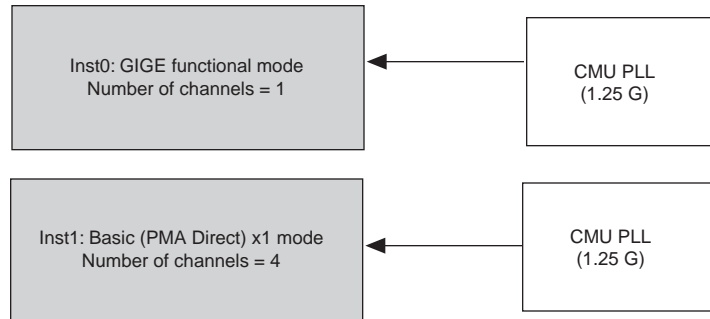 Inst0: GIGE functional mode
Number of channels = 1
CMU PLL
(1.25 G)
Inst1: Basic (PMA Direct) x1 mode
Number of channels = 4
CMU PLL
(1.25 G)